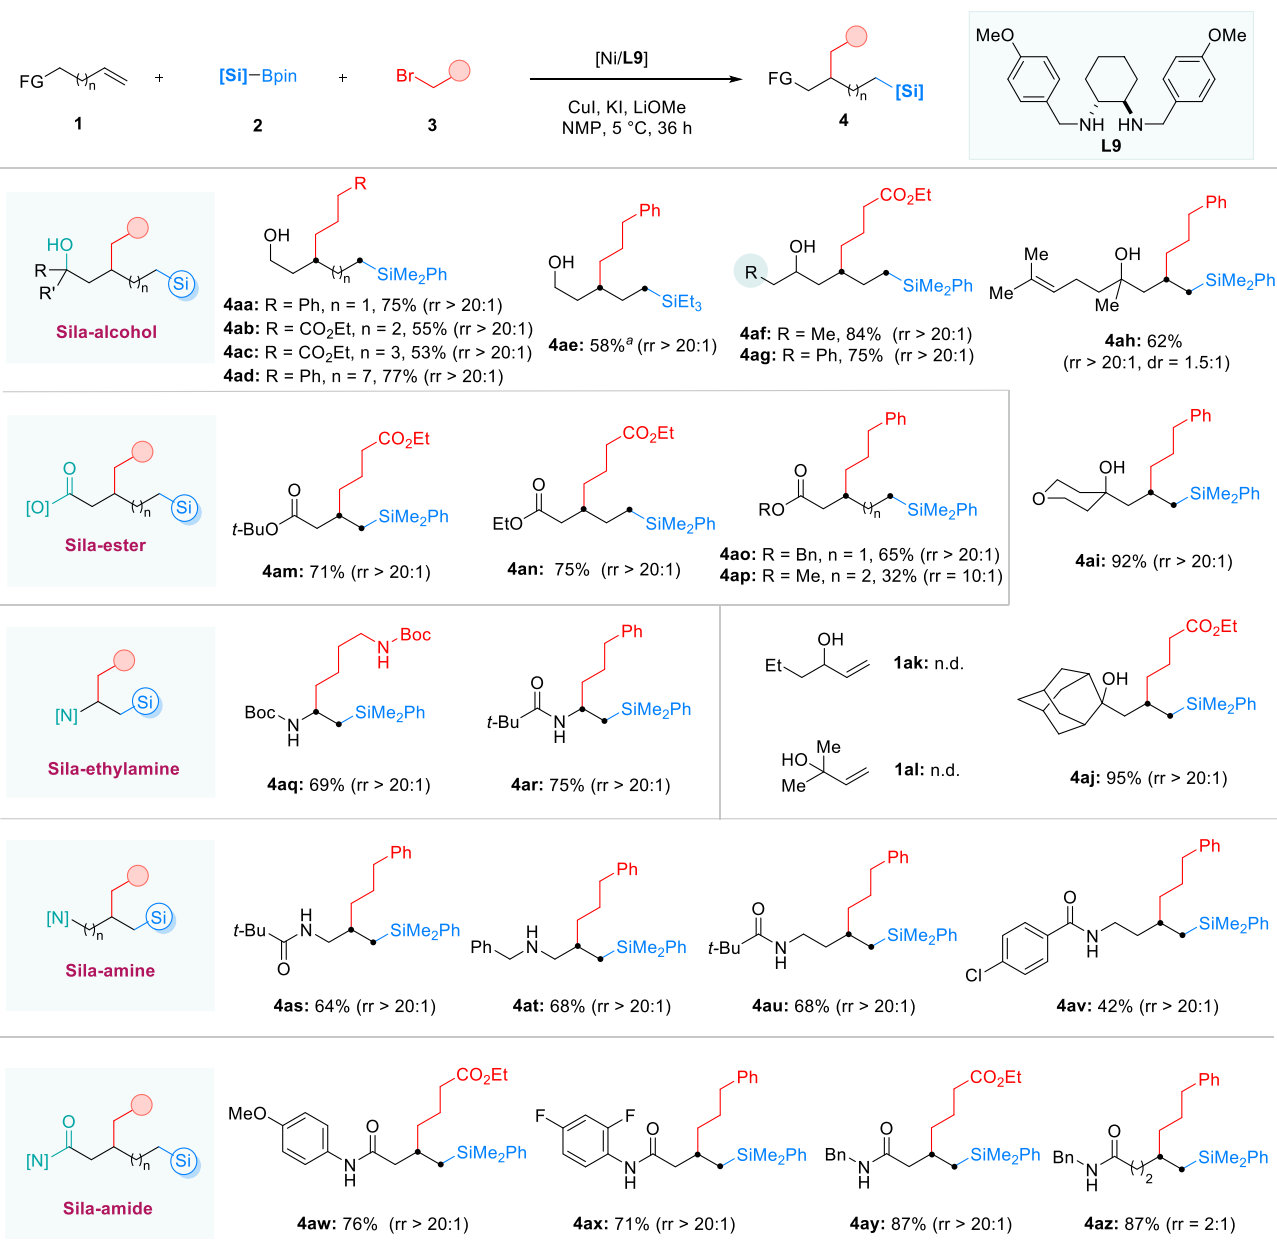 FG
n
1
+
[Si]–Bpin
2
+
Br
3
[Ni/L9]
CuI, KI, LiOMe
NMP, 5 °C, 36 h
FG
n
[Si]
4
MeO
OMe
NH HN
L9
HO
R
R'
n
Si
Sila-alcohol
R
OH
n
SiMe2Ph
4aa: R = Ph, n = 1, 75% (rr > 20:1)
4ab: R = CO2Et, n = 2, 55% (rr > 20:1)
4ac: R = CO2Et, n = 3, 53% (rr > 20:1)
4ad: R = Ph, n = 7, 77% (rr > 20:1)
Ph
OH
SiEt3
4ae: 58%a (rr > 20:1)
CO2Et
OH
R
SiMe2Ph
4af: R = Me, 84% (rr > 20:1)
4ag: R = Ph, 75% (rr > 20:1)
Ph
Me
OH
Me
Me
SiMe2Ph
4ah: 62%
(rr > 20:1, dr = 1.5:1)
O
[O]
n
Si
Sila-ester
CO2Et
O
t-BuO
SiMe2Ph
4am: 71% (rr > 20:1)
CO2Et
O
EtO
SiMe2Ph
4an: 75% (rr > 20:1)
Ph
O
RO
n
SiMe2Ph
4ao: R = Bn, n = 1, 65% (rr > 20:1)
4ap: R = Me, n = 2, 32% (rr = 10:1)
Ph
OH
O
SiMe2Ph
4ai: 92% (rr > 20:1)
[N]
Si
Sila-ethylamine
N
H
Boc
Boc
N
H
SiMe2Ph
4aq: 69% (rr > 20:1)
Ph
O
t-Bu
N
H
SiMe2Ph
4ar: 75% (rr > 20:1)
OH
Et
1ak: n.d.
Me
HO
Me
1al: n.d.
CO2Et
OH
SiMe2Ph
4aj: 95% (rr > 20:1)
[N]
n
Si
Sila-amine
Ph
H
N
t-Bu
O
SiMe2Ph
4as: 64% (rr > 20:1)
Ph
H
N
Ph
SiMe2Ph
4at: 68% (rr > 20:1)
Ph
O
t-Bu
N
H
SiMe2Ph
4au: 68% (rr > 20:1)
Ph
O
N
H
Cl
SiMe2Ph
4av: 42% (rr > 20:1)
O
[N]
n
Si
Sila-amide
CO2Et
MeO
O
N
H
SiMe2Ph
4aw: 76% (rr > 20:1)
Ph
F
F
O
N
H
SiMe2Ph
4ax: 71% (rr > 20:1)
CO2Et
O
Bn
N
H
SiMe2Ph
4ay: 87% (rr > 20:1)
Ph
O
Bn
N
H
2
SiMe2Ph
4az: 87% (rr = 2:1)